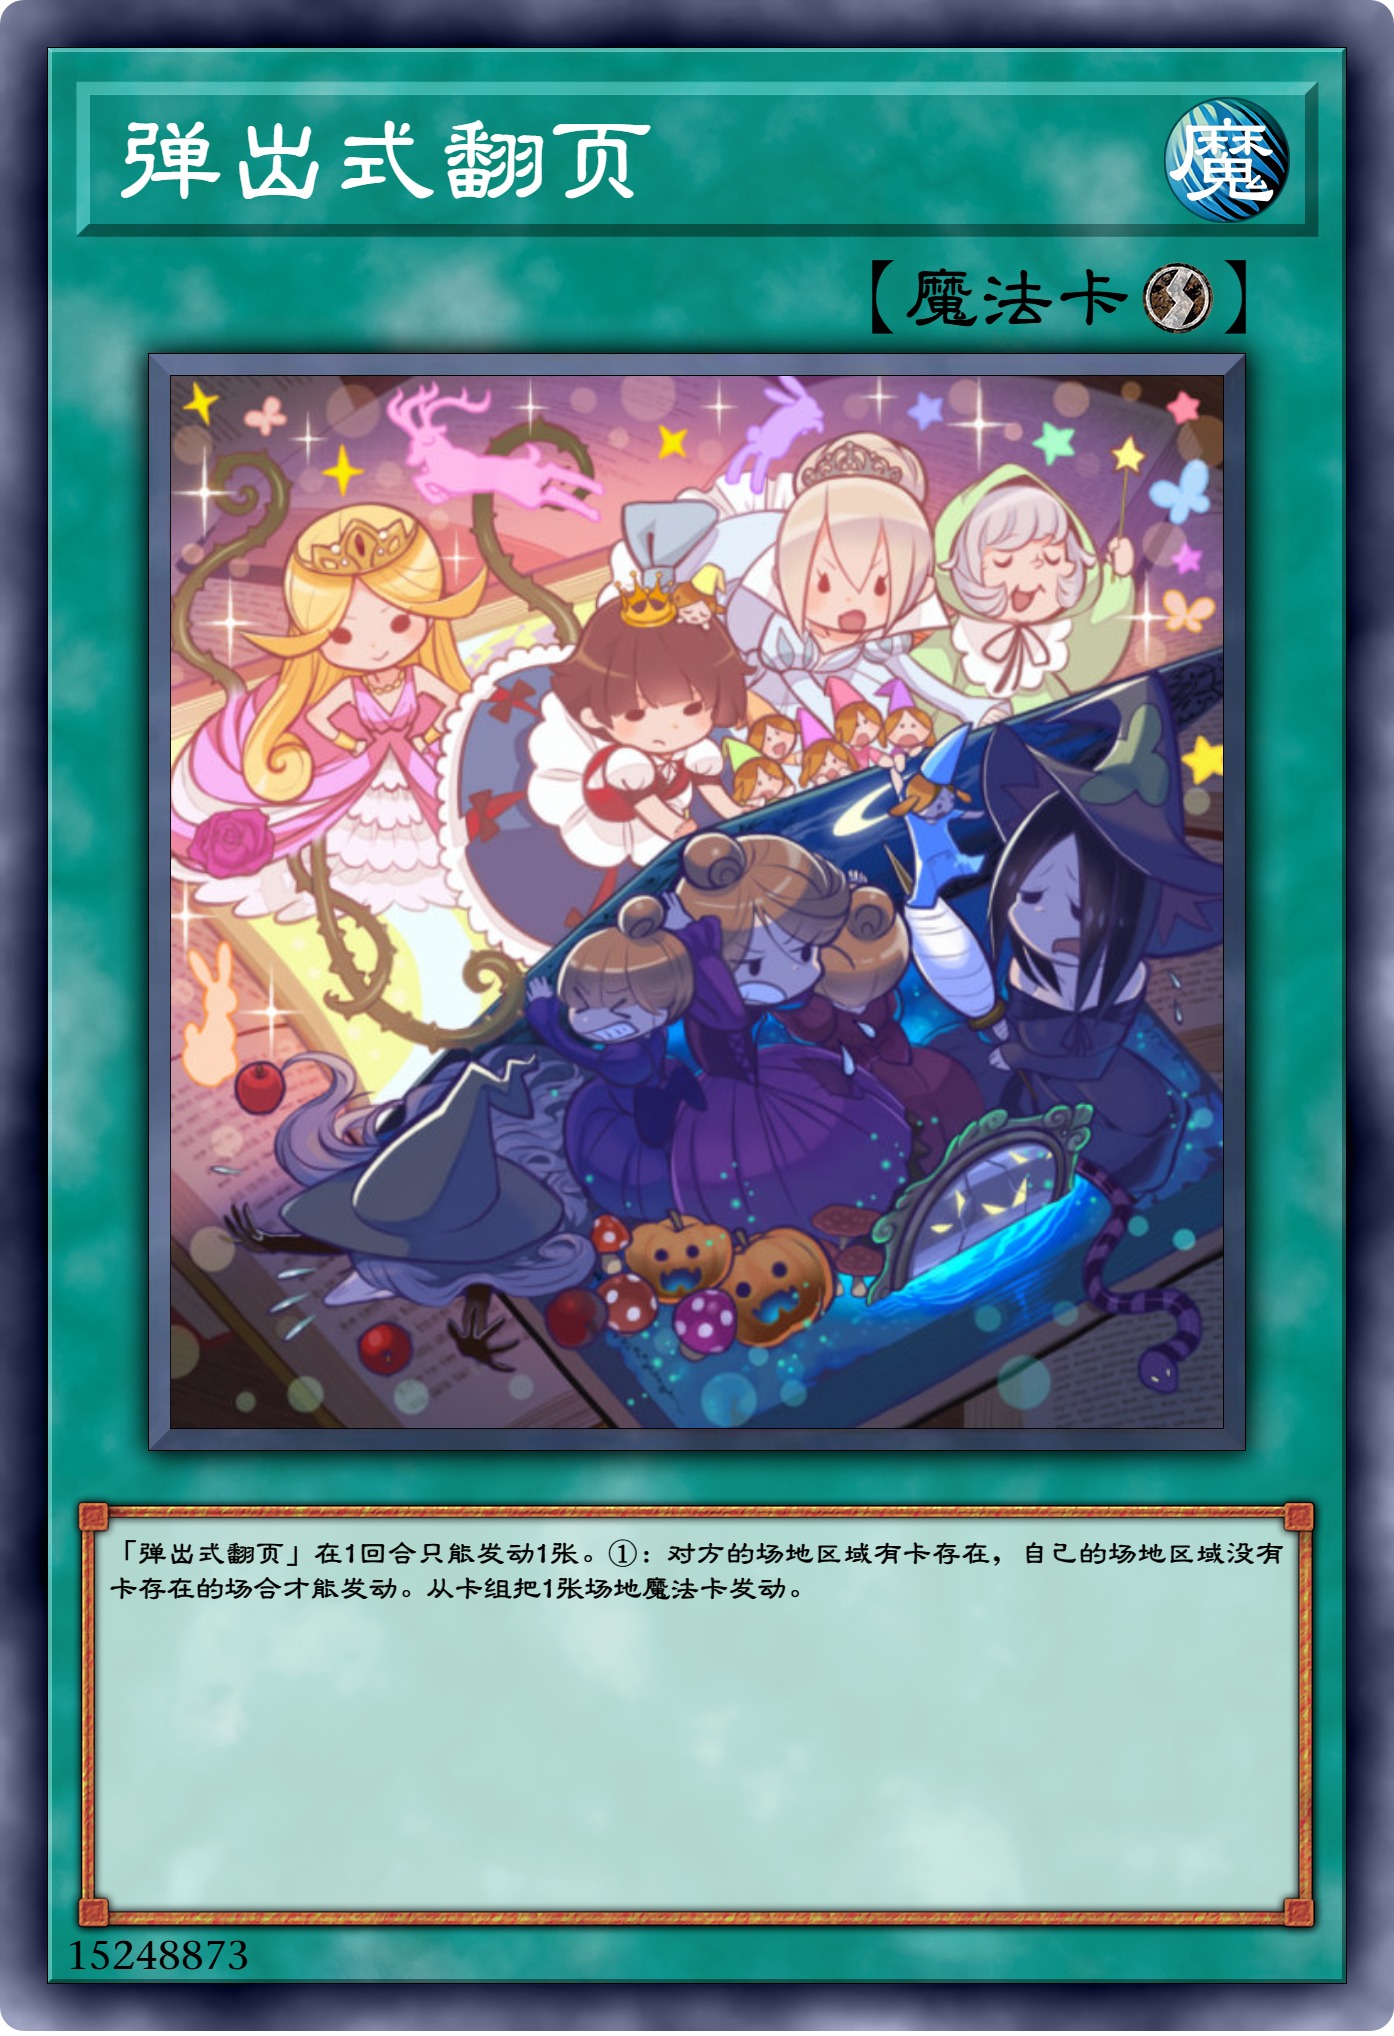 弹出式翻页
魔
【魔法卡】
「弹出式翻页」在1回合只能发动1张。①：对方的场地区域有卡存在，自己的场地区域没有
卡存在的场合才能发动。从卡组把1张场地魔法卡发动。
15248873